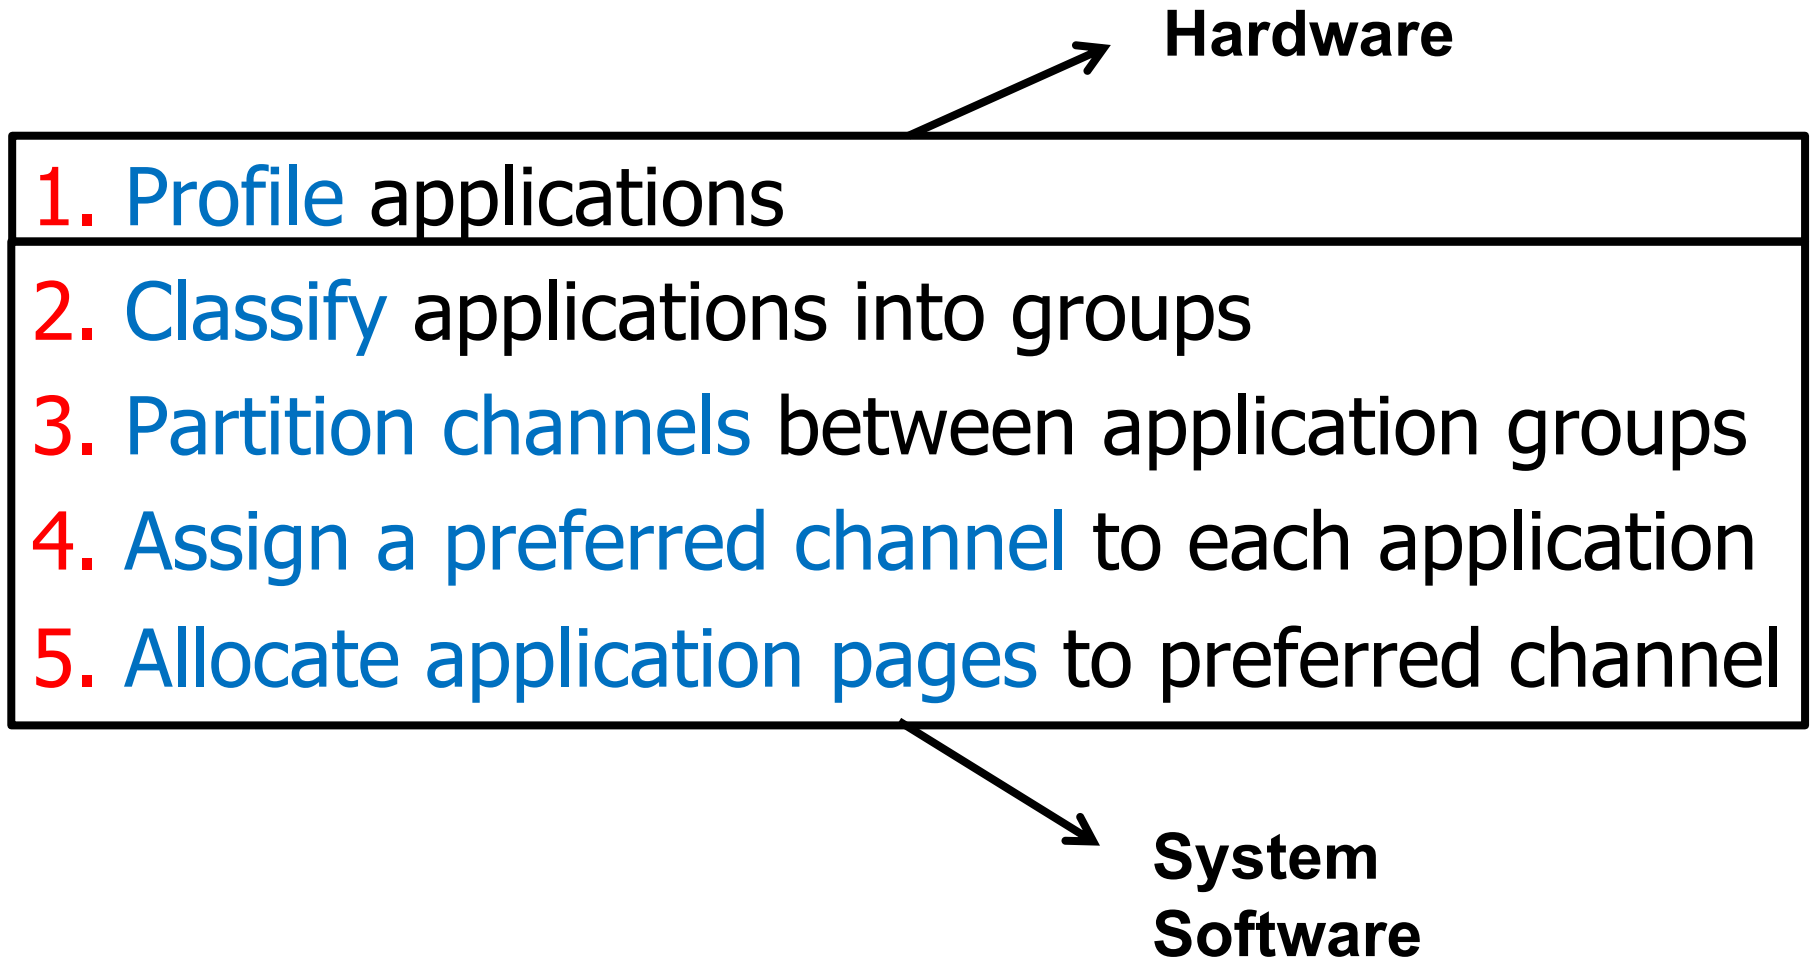 Hardware
1. Profile applications
2. Classify applications into groups
3. Partition channels between application groups
4. Assign a preferred channel to each application
5. Allocate application pages to preferred channel
System
Software